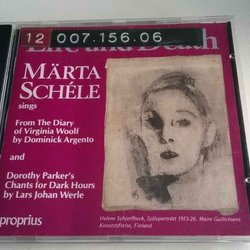 12 007.156.06
Life and Death
MÄRTA
SCHÉLE
sings
From The Diary
of Virginia Woolf
by Dominick Argento
and
Dorothy Parker's
Chants for Dark Hours
by Lars Johan Werle
proprius
Helene Schjerfbeck, Självporträtt 1913-26, Maire Gullichsens
Konststiftelse, Finland